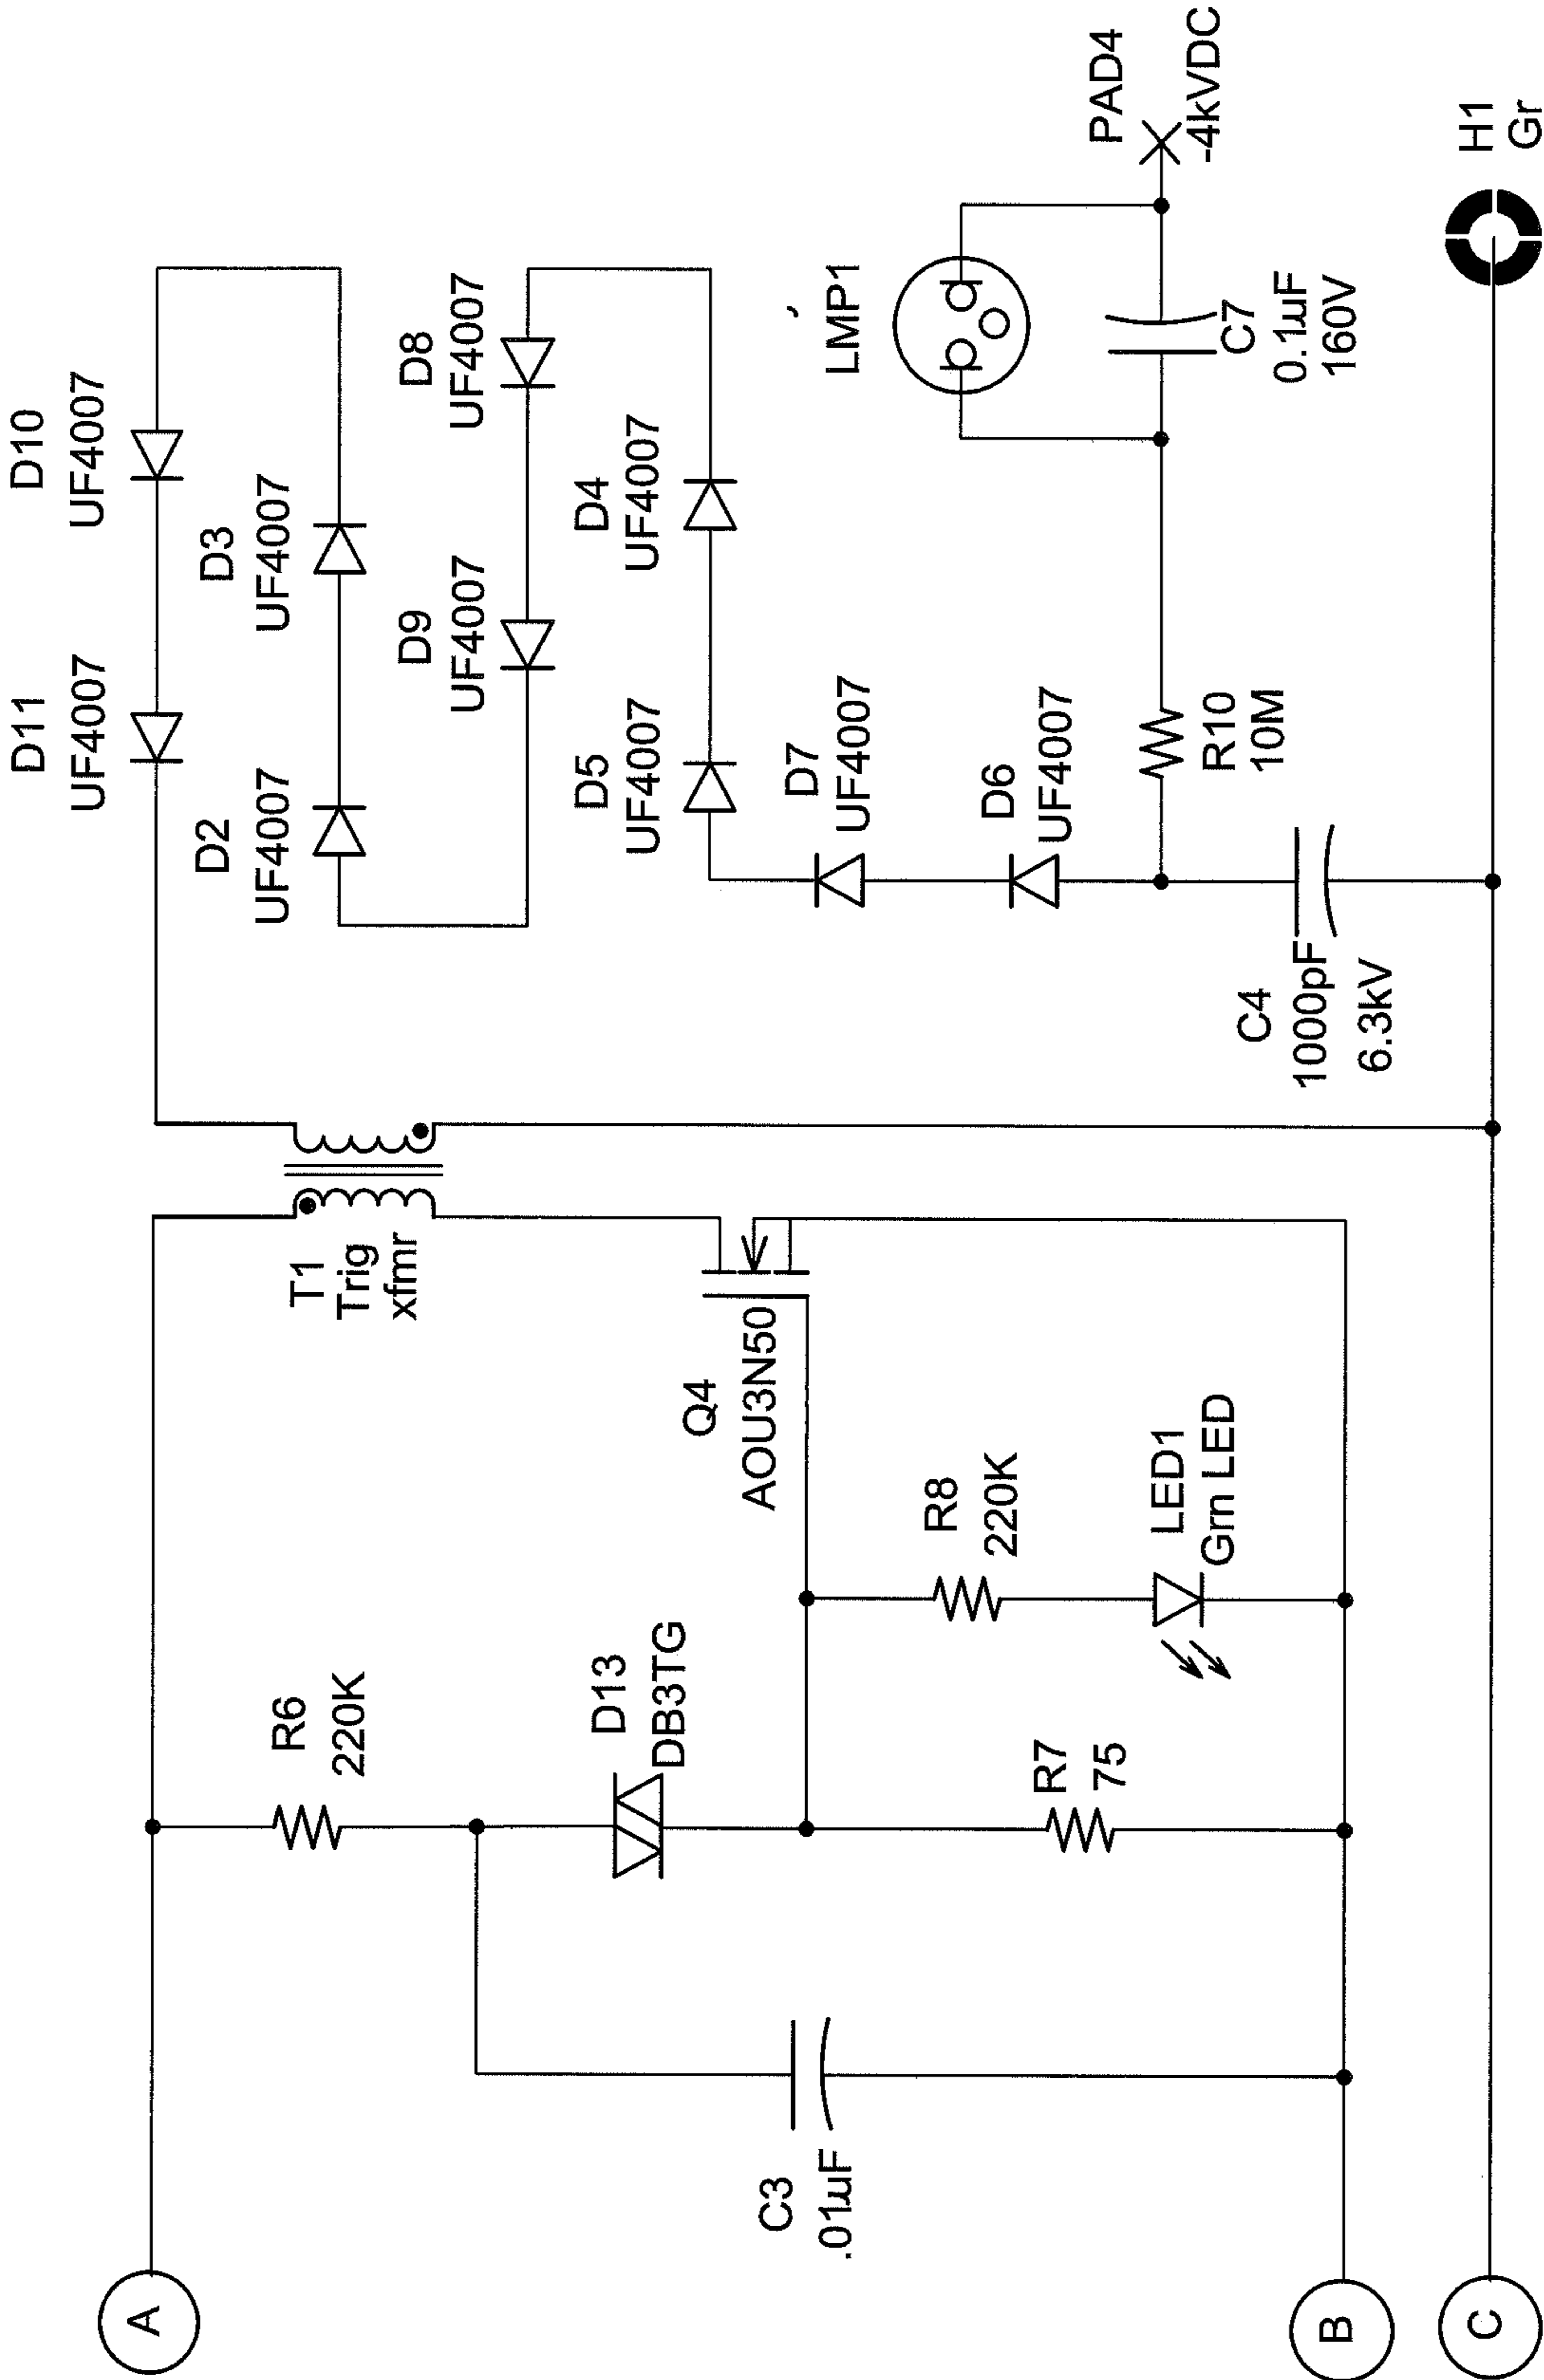 A
B
C
R6
220K
C3
.01µF
D13
DB3TG
R7
75
R8
220K
LED1
Grn LED
Q4
AOU3N50
T1
Trig
xfmr
D11
UF4007
D10
UF4007
D2
UF4007
D3
UF4007
D9
UF4007
D8
UF4007
D5
UF4007
D4
UF4007
D7
UF4007
D6
UF4007
C4
1000pF
6.3kV
R10
10M
LMP1
C7
0.1µF
160V
PAD4
-4kVDC
H1
Gr